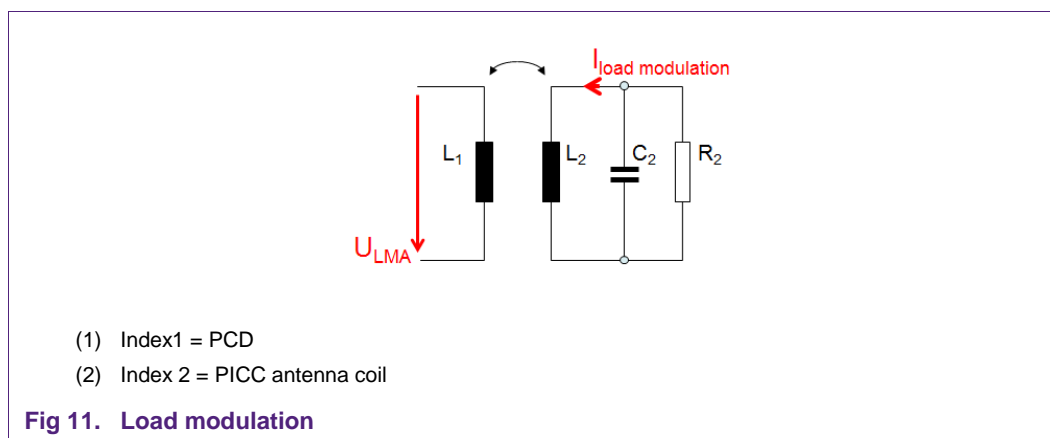 I load modulation
L1
L2
C2
R2
ULMA
(1) Index1 = PCD
(2) Index 2 = PICC antenna coil
Fig 11. Load modulation